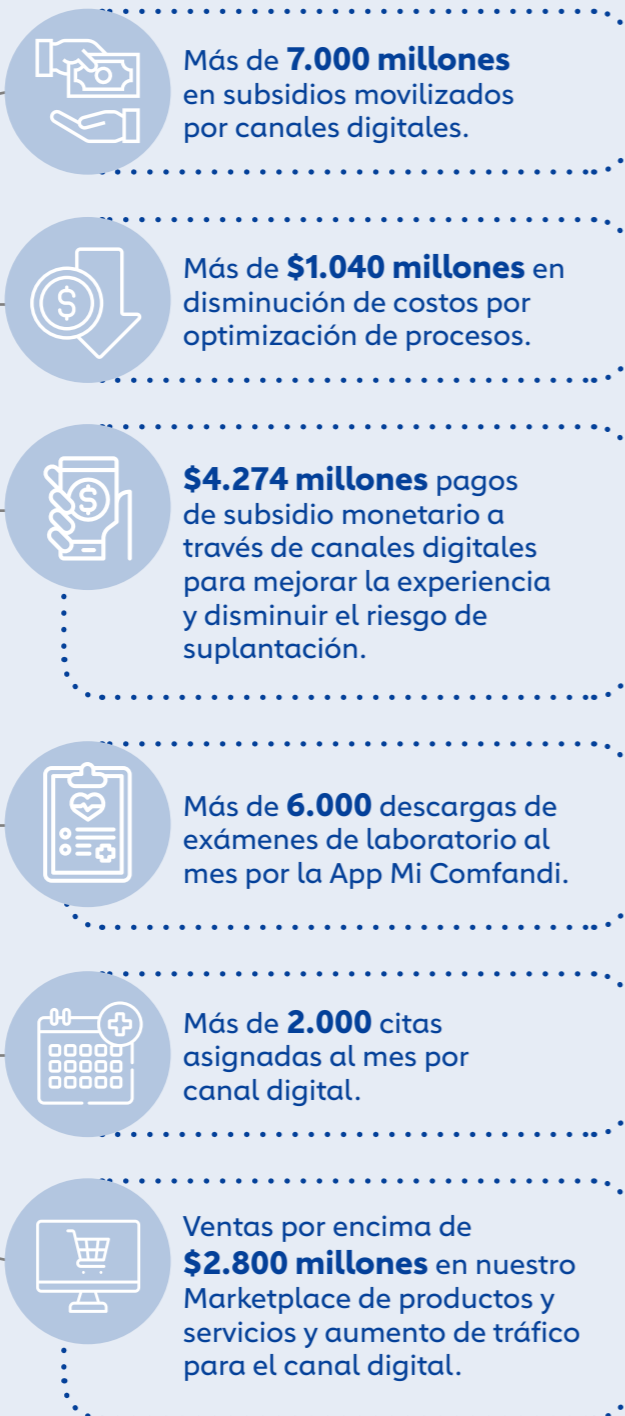 Más de 7.000 millones
en subsidios movilizados
por canales digitales.
Más de $1.040 millones en
disminución de costos por
optimización de procesos.
$4.274 millones pagos
de subsidio monetario a
través de canales digitales
para mejorar la experiencia
y disminuir el riesgo de
suplantación.
Más de 6.000 descargas de
exámenes de laboratorio al
mes por la App Mi Comfandi.
Más de 2.000 citas
asignadas al mes por
canal digital.
Ventas por encima de
$2.800 millones en nuestro
Marketplace de productos y
servicios y aumento de tráfico
para el canal digital.